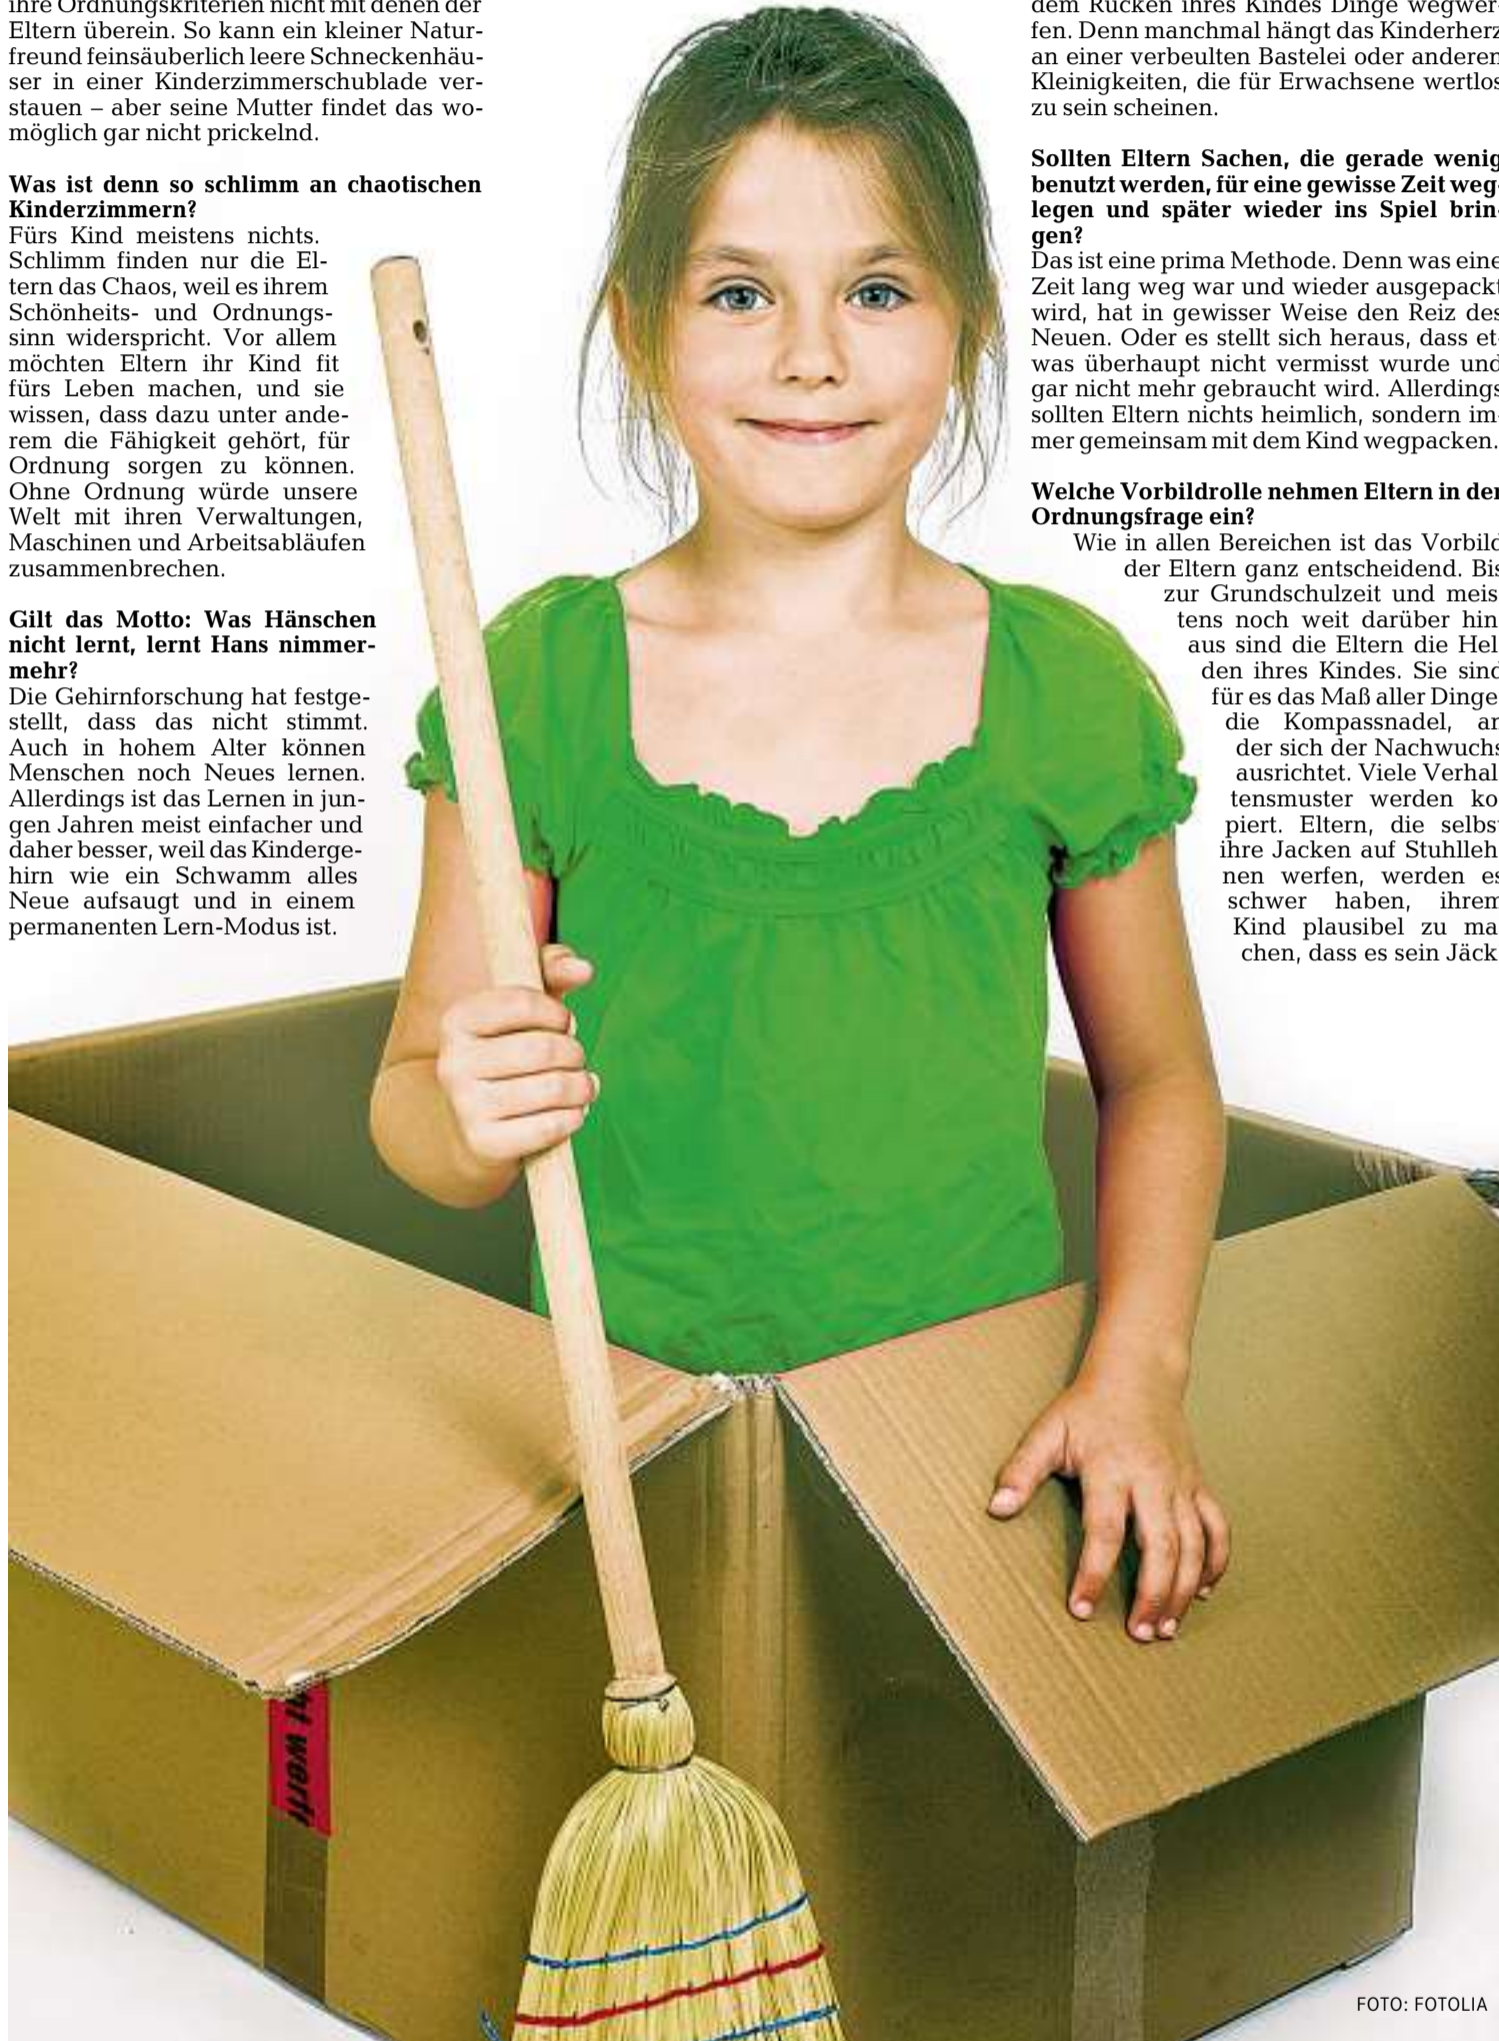 ihre Ordnungskriterien nicht mit denen der
Eltern überein. So kann ein kleiner Natur-
freund feinsäuberlich leere Schneckenhäu-
ser in einer Kinderzimmerschublade ver-
stauen – aber seine Mutter findet das wo-
möglich gar nicht prickelnd.
Was ist denn so schlimm an chaotischen
Kinderzimmern?
Fürs Kind meistens nichts.
Schlimm finden nur die El-
tern das Chaos, weil es ihrem
Schönheits- und Ordnungs-
sinn widerspricht. Vor allem
möchten Eltern ihr Kind fit
fürs Leben machen, und sie
wissen, dass dazu unter ande-
rem die Fähigkeit gehört, für
Ordnung sorgen zu können.
Ohne Ordnung würde unsere
Welt mit ihren Verwaltungen,
Maschinen und Arbeitsabläufen
zusammenbrechen.
Gilt das Motto: Was Hänschen
nicht lernt, lernt Hans nimmer-
mehr?
Die Gehirnforschung hat festge-
stellt, dass das nicht stimmt.
Auch in hohem Alter können
Menschen noch Neues lernen.
Allerdings ist das Lernen in jun-
gen Jahren meist einfacher und
daher besser, weil das Kinderge-
hirn wie ein Schwamm alles
Neue aufsaugt und in einem
permanenten Lern-Modus ist.
dem Rücken ihres Kindes Dinge wegwer-
fen. Denn manchmal hängt das Kinderherz
an einer verbeulten Bastelei oder anderen
Kleinigkeiten, die für Erwachsene wertlos
zu sein scheinen.
Sollten Eltern Sachen, die gerade wenig
benutzt werden, für eine gewisse Zeit weg-
legen und später wieder ins Spiel brin-
gen?
Das ist eine prima Methode. Denn was eine
Zeit lang weg war und wieder ausgepackt
wird, hat in gewisser Weise den Reiz des
Neuen. Oder es stellt sich heraus, dass et-
was überhaupt nicht vermisst wurde und
gar nicht mehr gebraucht wird. Allerdings
sollten Eltern nichts heimlich, sondern im-
mer gemeinsam mit dem Kind wegpacken.
Welche Vorbildrolle nehmen Eltern in der
Ordnungsfrage ein?
Wie in allen Bereichen ist das Vorbild
der Eltern ganz entscheidend. Bis
zur Grundschulzeit und meis
tens noch weit darüber hin
aus sind die Eltern die Hel
den ihres Kindes. Sie sind
für es das Maß aller Dinge
die Kompassnadel, an
der sich der Nachwuchs
ausrichtet. Viele Verhal
tensmuster werden ko
piert. Eltern, die selbst
ihre Jacken auf Stuhlleh
nen werfen, werden es
schwer haben, ihrem
Kind plausibel zu ma
chen, dass es sein Jäck
ht werf
FOTO: FOTOLIA